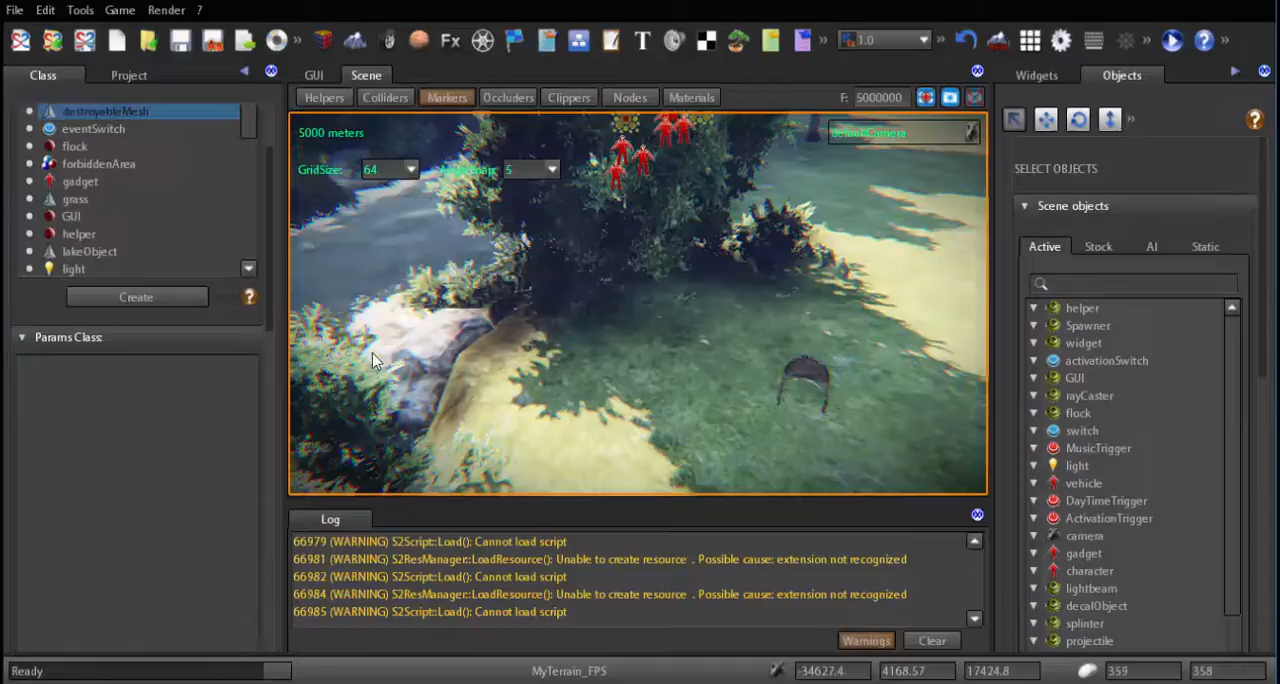 File Edit Tools Game Render ?
Fx T 1.0 ?
Class Project GUI Scene Widgets Objects
Helpers Colliders Markers Occluders Clippers Nodes Materials F: 5000000
destroyableMesh
eventSwitch
flock
forbiddenArea
gadget
grass
GUI
helper
lakeObject
light
Create
Params Class:
5000 meters
defaultCamera
GridSize: 64 5
SELECT OBJECTS
Scene objects
Active Stock AI Static
helper
Spawner
widget
activationSwitch
GUI
rayCaster
flock
switch
MusicTrigger
light
vehicle
DayTimeTrigger
ActivationTrigger
camera
gadget
character
lightbeam
decalObject
splinter
projectile
Log
66979 (WARNING) S2Script::Load(): Cannot load script
66981 (WARNING) S2ResManager::LoadResource(): Unable to create resource . Possible cause: extension not recognized
66982 (WARNING) S2Script::Load(): Cannot load script
66984 (WARNING) S2ResManager::LoadResource(): Unable to create resource . Possible cause: extension not recognized
66985 (WARNING) S2Script::Load(): Cannot load script
Warnings Clear
Ready MyTerrain_FPS -34627.4 4168.57 17424.8 359 358